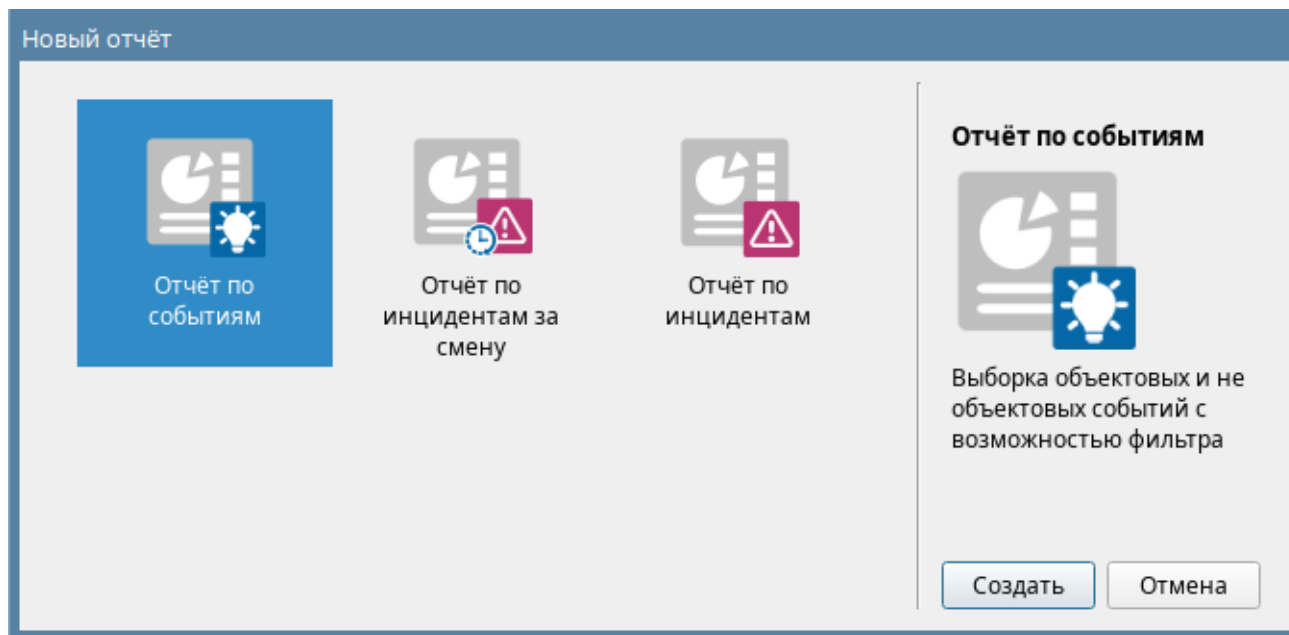 Новый отчёт
Отчёт по
событиям
Отчёт по
инцидентам за
смену
Отчёт по
инцидентам
Отчёт по событиям
Выборка объектовых и не
объектовых событий с
возможностью фильтра
Создать
Отмена